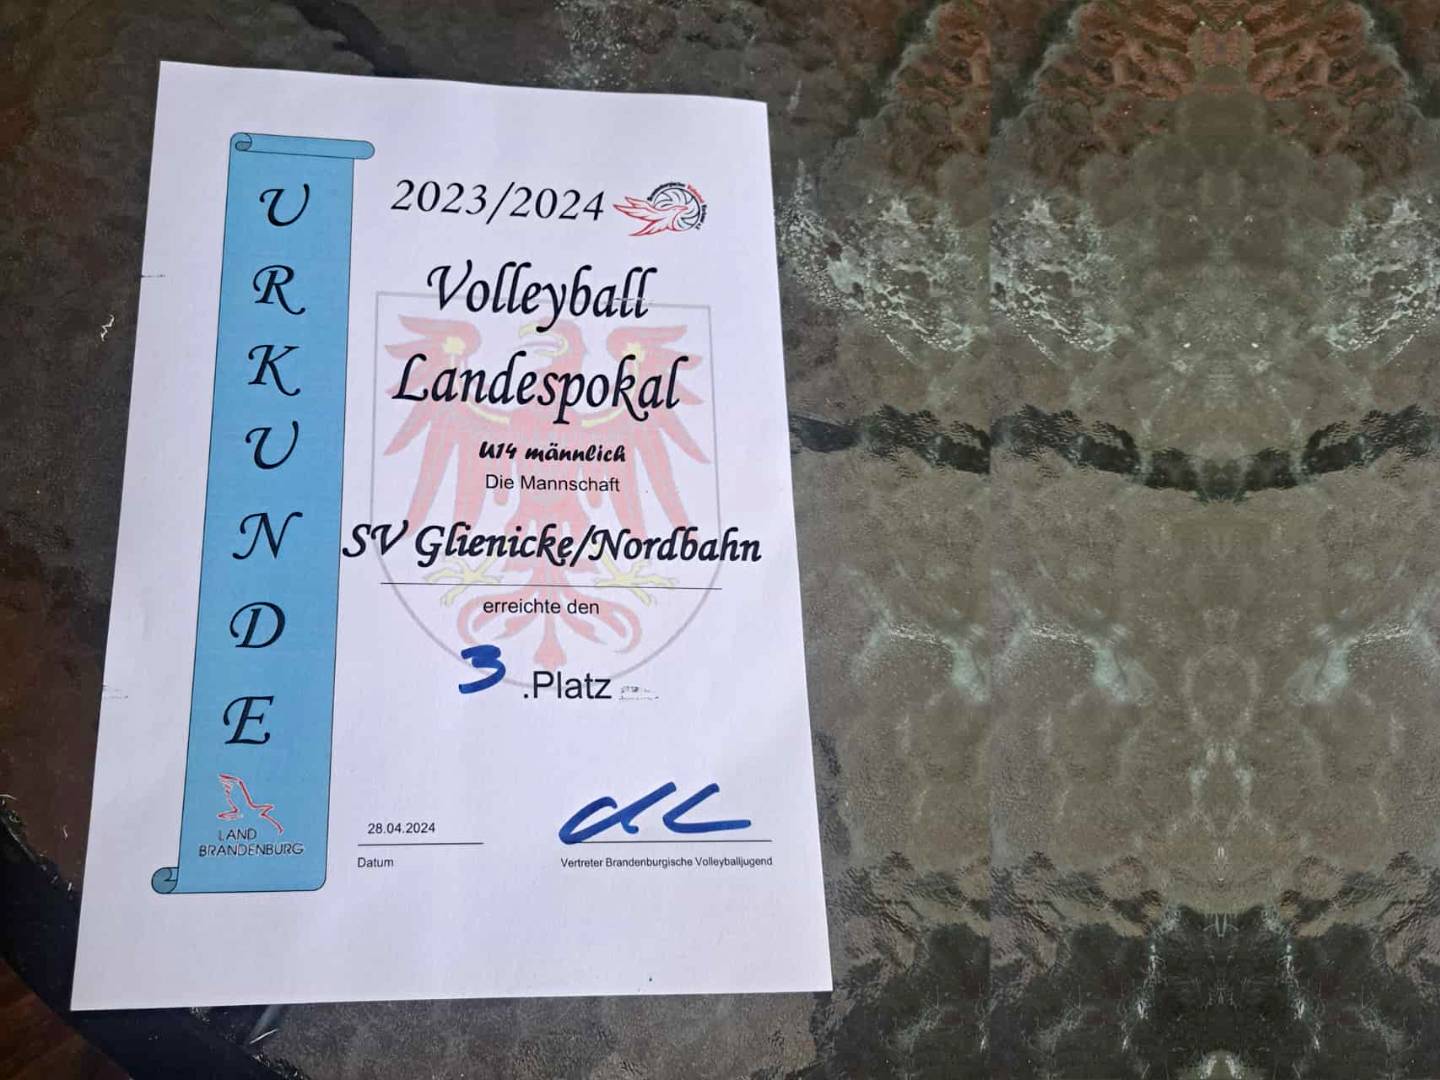 URKUNDE
2023/2024
Volleyball
Landespokal
U14 männlich
Die Mannschaft
SV Glienicke/Nordbahn
erreichte den
3 .Platz
LAND
BRANDENBURG
28.04.2024
Datum
Vertreter Brandenburgische Volleyballjugend